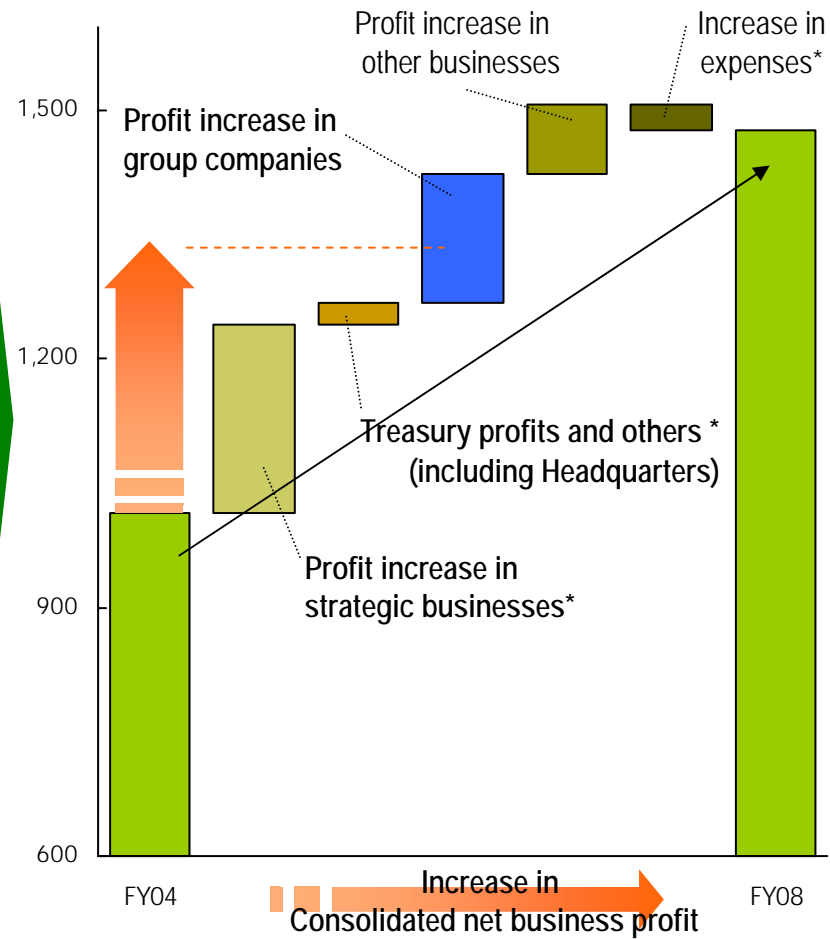 Profit increase in
other businesses
Increase in
expenses*
1,500
Profit increase in
group companies
1,200
Treasury profits and others *
(including Headquarters)
Profit increase in
strategic businesses*
900
600
FY04
Increase in
Consolidated net business profit
FY08